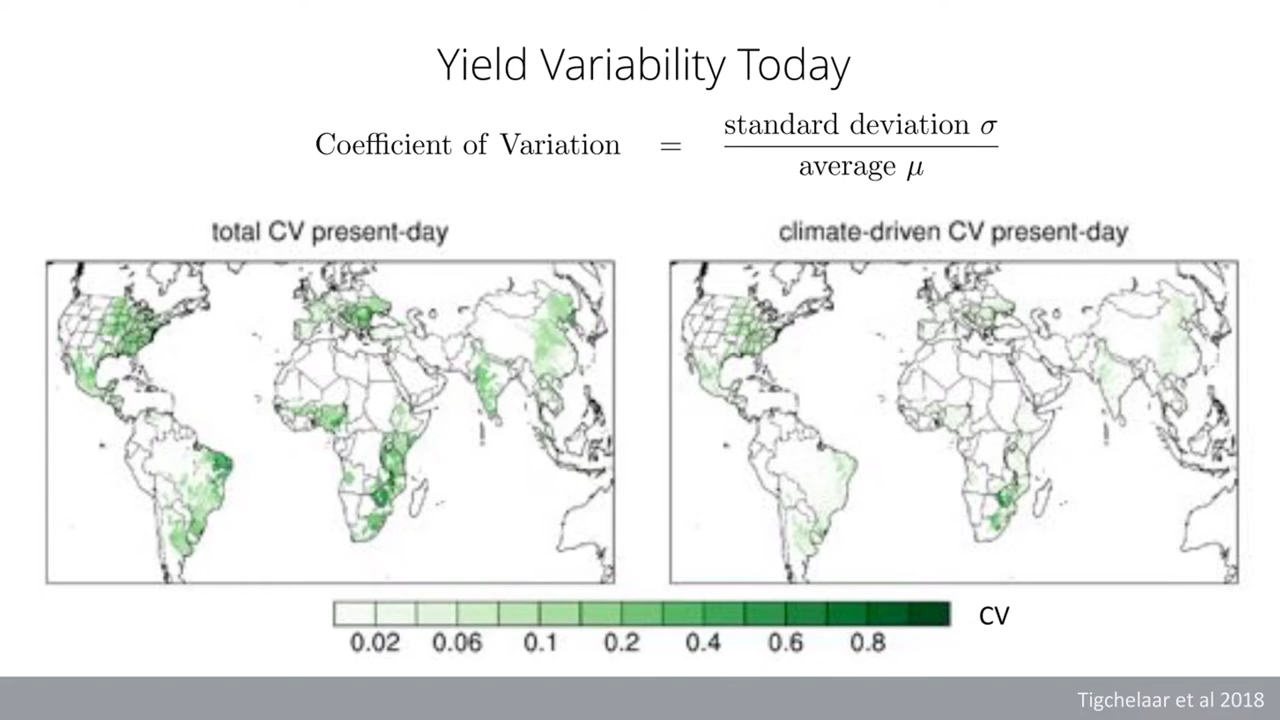 Yield Variability Today
Coefficient of Variation = standard deviation σ
average μ
total CV present-day
climate-driven CV present-day
0.02 0.06 0.1 0.2 0.4 0.6 0.8
CV
Tigchelaar et al 2018